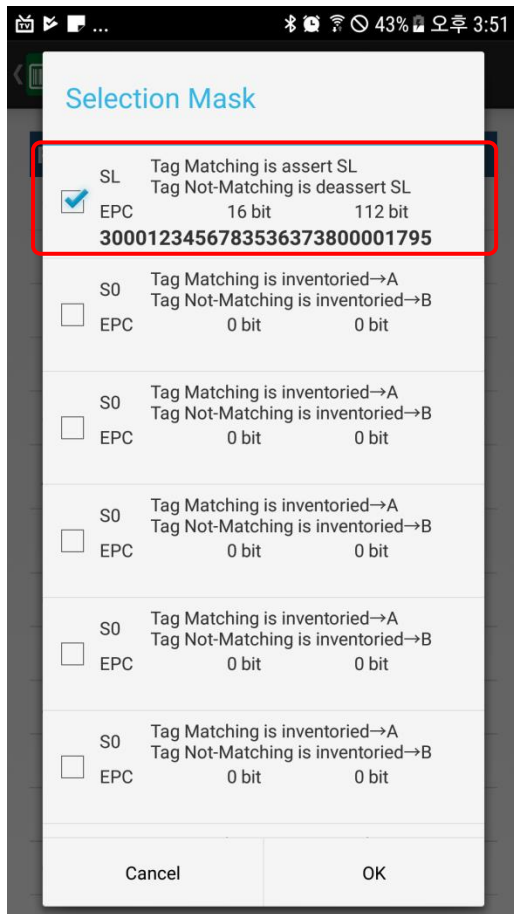 ... 43% 오후 3:51
Selection Mask
SL Tag Matching is assert SL
Tag Not-Matching is deassert SL
EPC 16 bit 112 bit
3000123456783536373800001795
S0 Tag Matching is inventoried→A
Tag Not-Matching is inventoried→B
EPC 0 bit 0 bit
S0 Tag Matching is inventoried→A
Tag Not-Matching is inventoried→B
EPC 0 bit 0 bit
S0 Tag Matching is inventoried→A
Tag Not-Matching is inventoried→B
EPC 0 bit 0 bit
S0 Tag Matching is inventoried→A
Tag Not-Matching is inventoried→B
EPC 0 bit 0 bit
S0 Tag Matching is inventoried→A
Tag Not-Matching is inventoried→B
EPC 0 bit 0 bit
Cancel OK